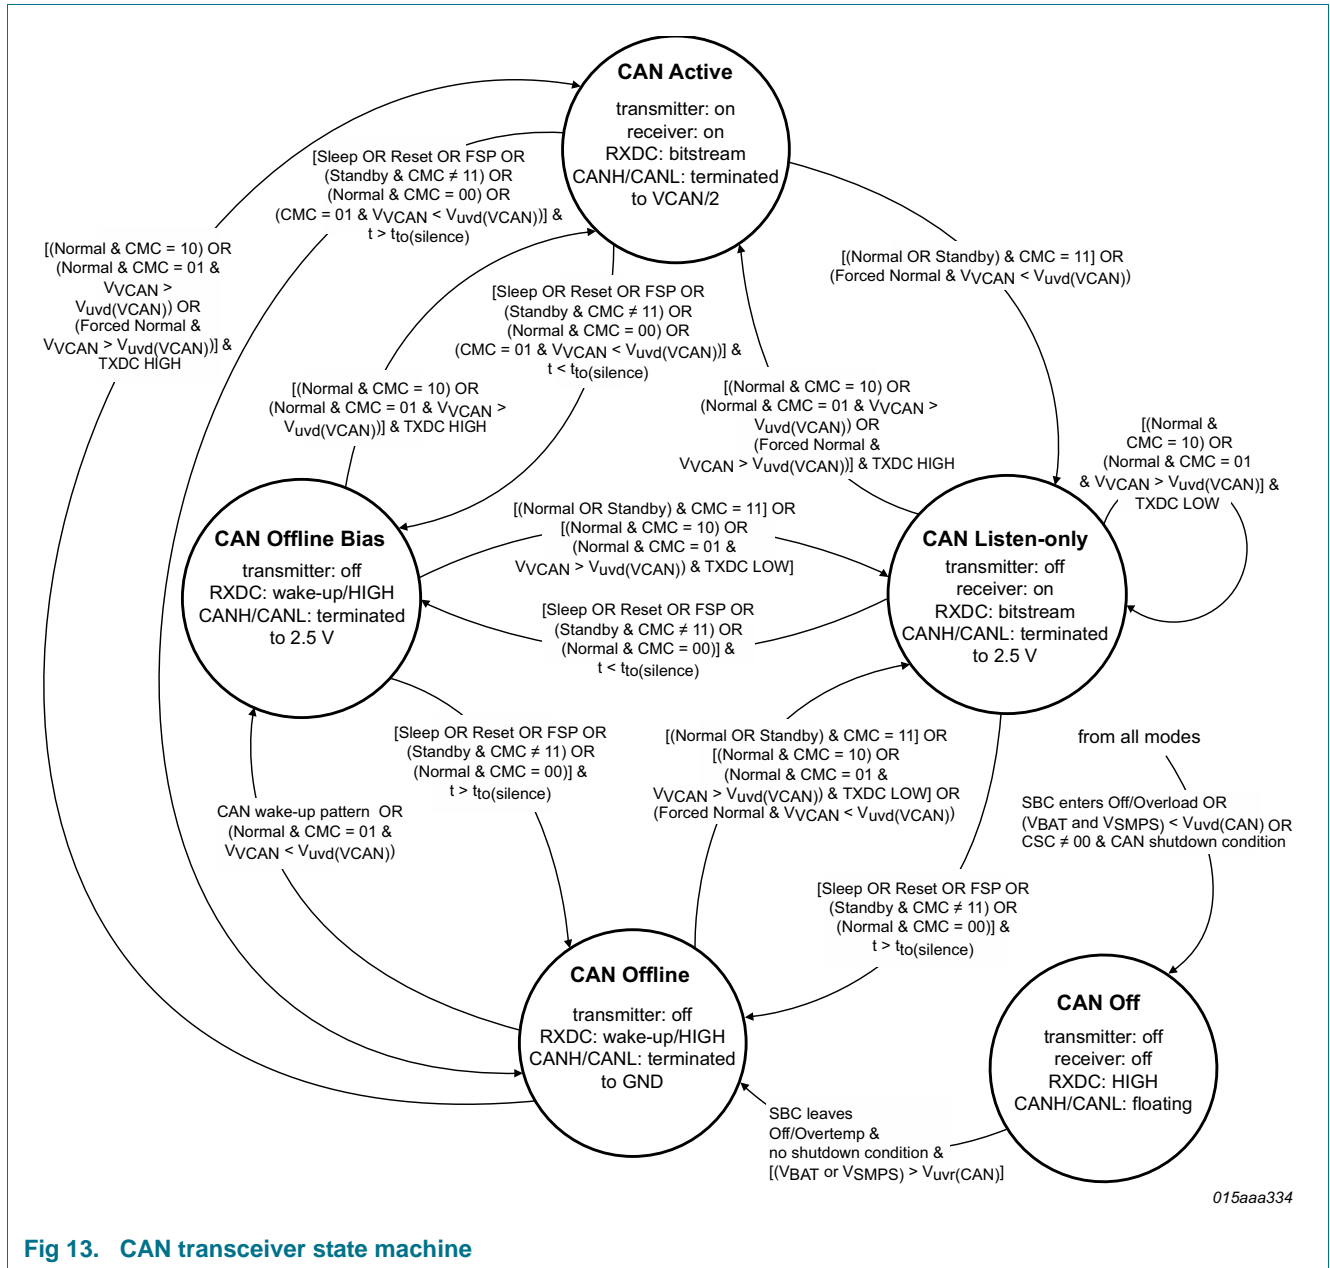 CAN Active
transmitter: on
receiver: on
RXDC: bitstream
CANH/CANL: terminated
to VCAN/2
[Sleep OR Reset OR FSP OR
(Standby & CMC ≠ 11) OR
(Normal & CMC = 00) OR
(CMC = 01 & VVCAN < Vuvd(VCAN))] &
t > tto(silence)
[(Normal & CMC = 10) OR
(Normal & CMC = 01 &
VVCAN >
Vuvd(VCAN)) OR
(Forced Normal &
VVCAN > Vuvd(VCAN))] &
TXDC HIGH
[(Normal OR Standby) & CMC = 11] OR
(Forced Normal & VVCAN < Vuvd(VCAN))
[Sleep OR Reset OR FSP OR
(Standby & CMC ≠ 11) OR
(Normal & CMC = 00) OR
(CMC = 01 & VVCAN < Vuvd(VCAN))] &
t < tto(silence)
[(Normal & CMC = 10) OR
(Normal & CMC = 01 & VVCAN >
Vuvd(VCAN))] & TXDC HIGH
[(Normal & CMC = 10) OR
(Normal & CMC = 01 & VVCAN >
Vuvd(VCAN)) OR
(Forced Normal &
VVCAN > Vuvd(VCAN))] & TXDC HIGH
[(Normal &
CMC = 10) OR
(Normal & CMC = 01
& VVCAN > Vuvd(VCAN)] &
TXDC LOW
CAN Offline Bias
transmitter: off
RXDC: wake-up/HIGH
CANH/CANL: terminated
to 2.5 V
[(Normal OR Standby) & CMC = 11] OR
[(Normal & CMC = 10) OR
(Normal & CMC = 01 &
VVCAN > Vuvd(VCAN)) & TXDC LOW]
CAN Listen-only
transmitter: off
receiver: on
RXDC: bitstream
CANH/CANL: terminated
to 2.5 V
[Sleep OR Reset OR FSP OR
(Standby & CMC ≠ 11) OR
(Normal & CMC = 00)] &
t < tto(silence)
[Sleep OR Reset OR FSP OR
(Standby & CMC ≠ 11) OR
(Normal & CMC = 00)] &
t > tto(silence)
[(Normal OR Standby) & CMC = 11] OR
[(Normal & CMC = 10) OR
(Normal & CMC = 01 &
VVCAN > Vuvd(VCAN)) & TXDC LOW] OR
(Forced Normal & VVCAN < Vuvd(VCAN))
from all modes
SBC enters Off/Overload OR
(VBAT and VSMPS) < Vuvd(CAN) OR
CSC ≠ 00 & CAN shutdown condition
CAN wake-up pattern OR
(Normal & CMC = 01 &
VVCAN < Vuvd(VCAN))
[Sleep OR Reset OR FSP OR
(Standby & CMC ≠ 11) OR
(Normal & CMC = 00)] &
t > tto(silence)
CAN Offline
transmitter: off
RXDC: wake-up/HIGH
CANH/CANL: terminated
to GND
CAN Off
transmitter: off
receiver: off
RXDC: HIGH
CANH/CANL: floating
SBC leaves
Off/Overtemp &
no shutdown condition &
[(VBAT or VSMPS) > Vuvr(CAN)]
015aaa334
Fig 13. CAN transceiver state machine